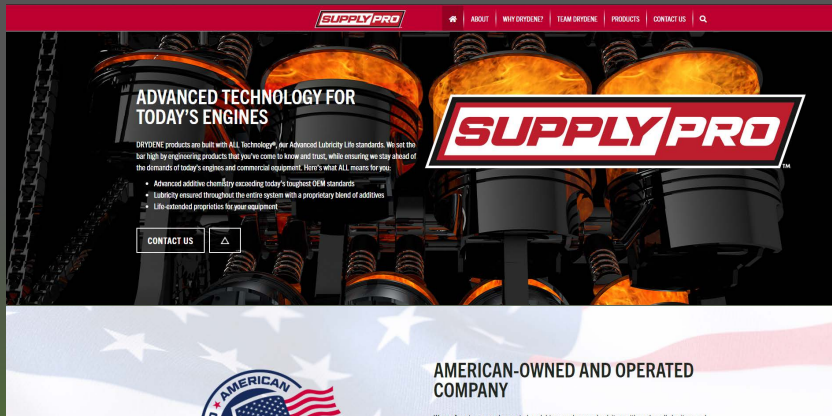 SUPPLY PRO
ABOUT
WHY DRYDENE?
TEAM DRYDENE
PRODUCTS
CONTACT US
ADVANCED TECHNOLOGY FOR
TODAY'S ENGINES
DRYDENE products are built with ALL Technology®, our Advanced Lubricity Life standards. We set the
bar high by engineering products that you've come to know and trust, while ensuring we stay ahead of
the demands of today's engines and commercial equipment. Here's what ALL means for you:
• Advanced additive chemistry exceeding today's toughest OEM standards
• Lubricity ensured throughout the entire system with a proprietary blend of additives
• Life-extended proprieties for your equipment
CONTACT US
SUPPLY PRO
TM
AMERICAN
AMERICAN-OWNED AND OPERATED
COMPANY